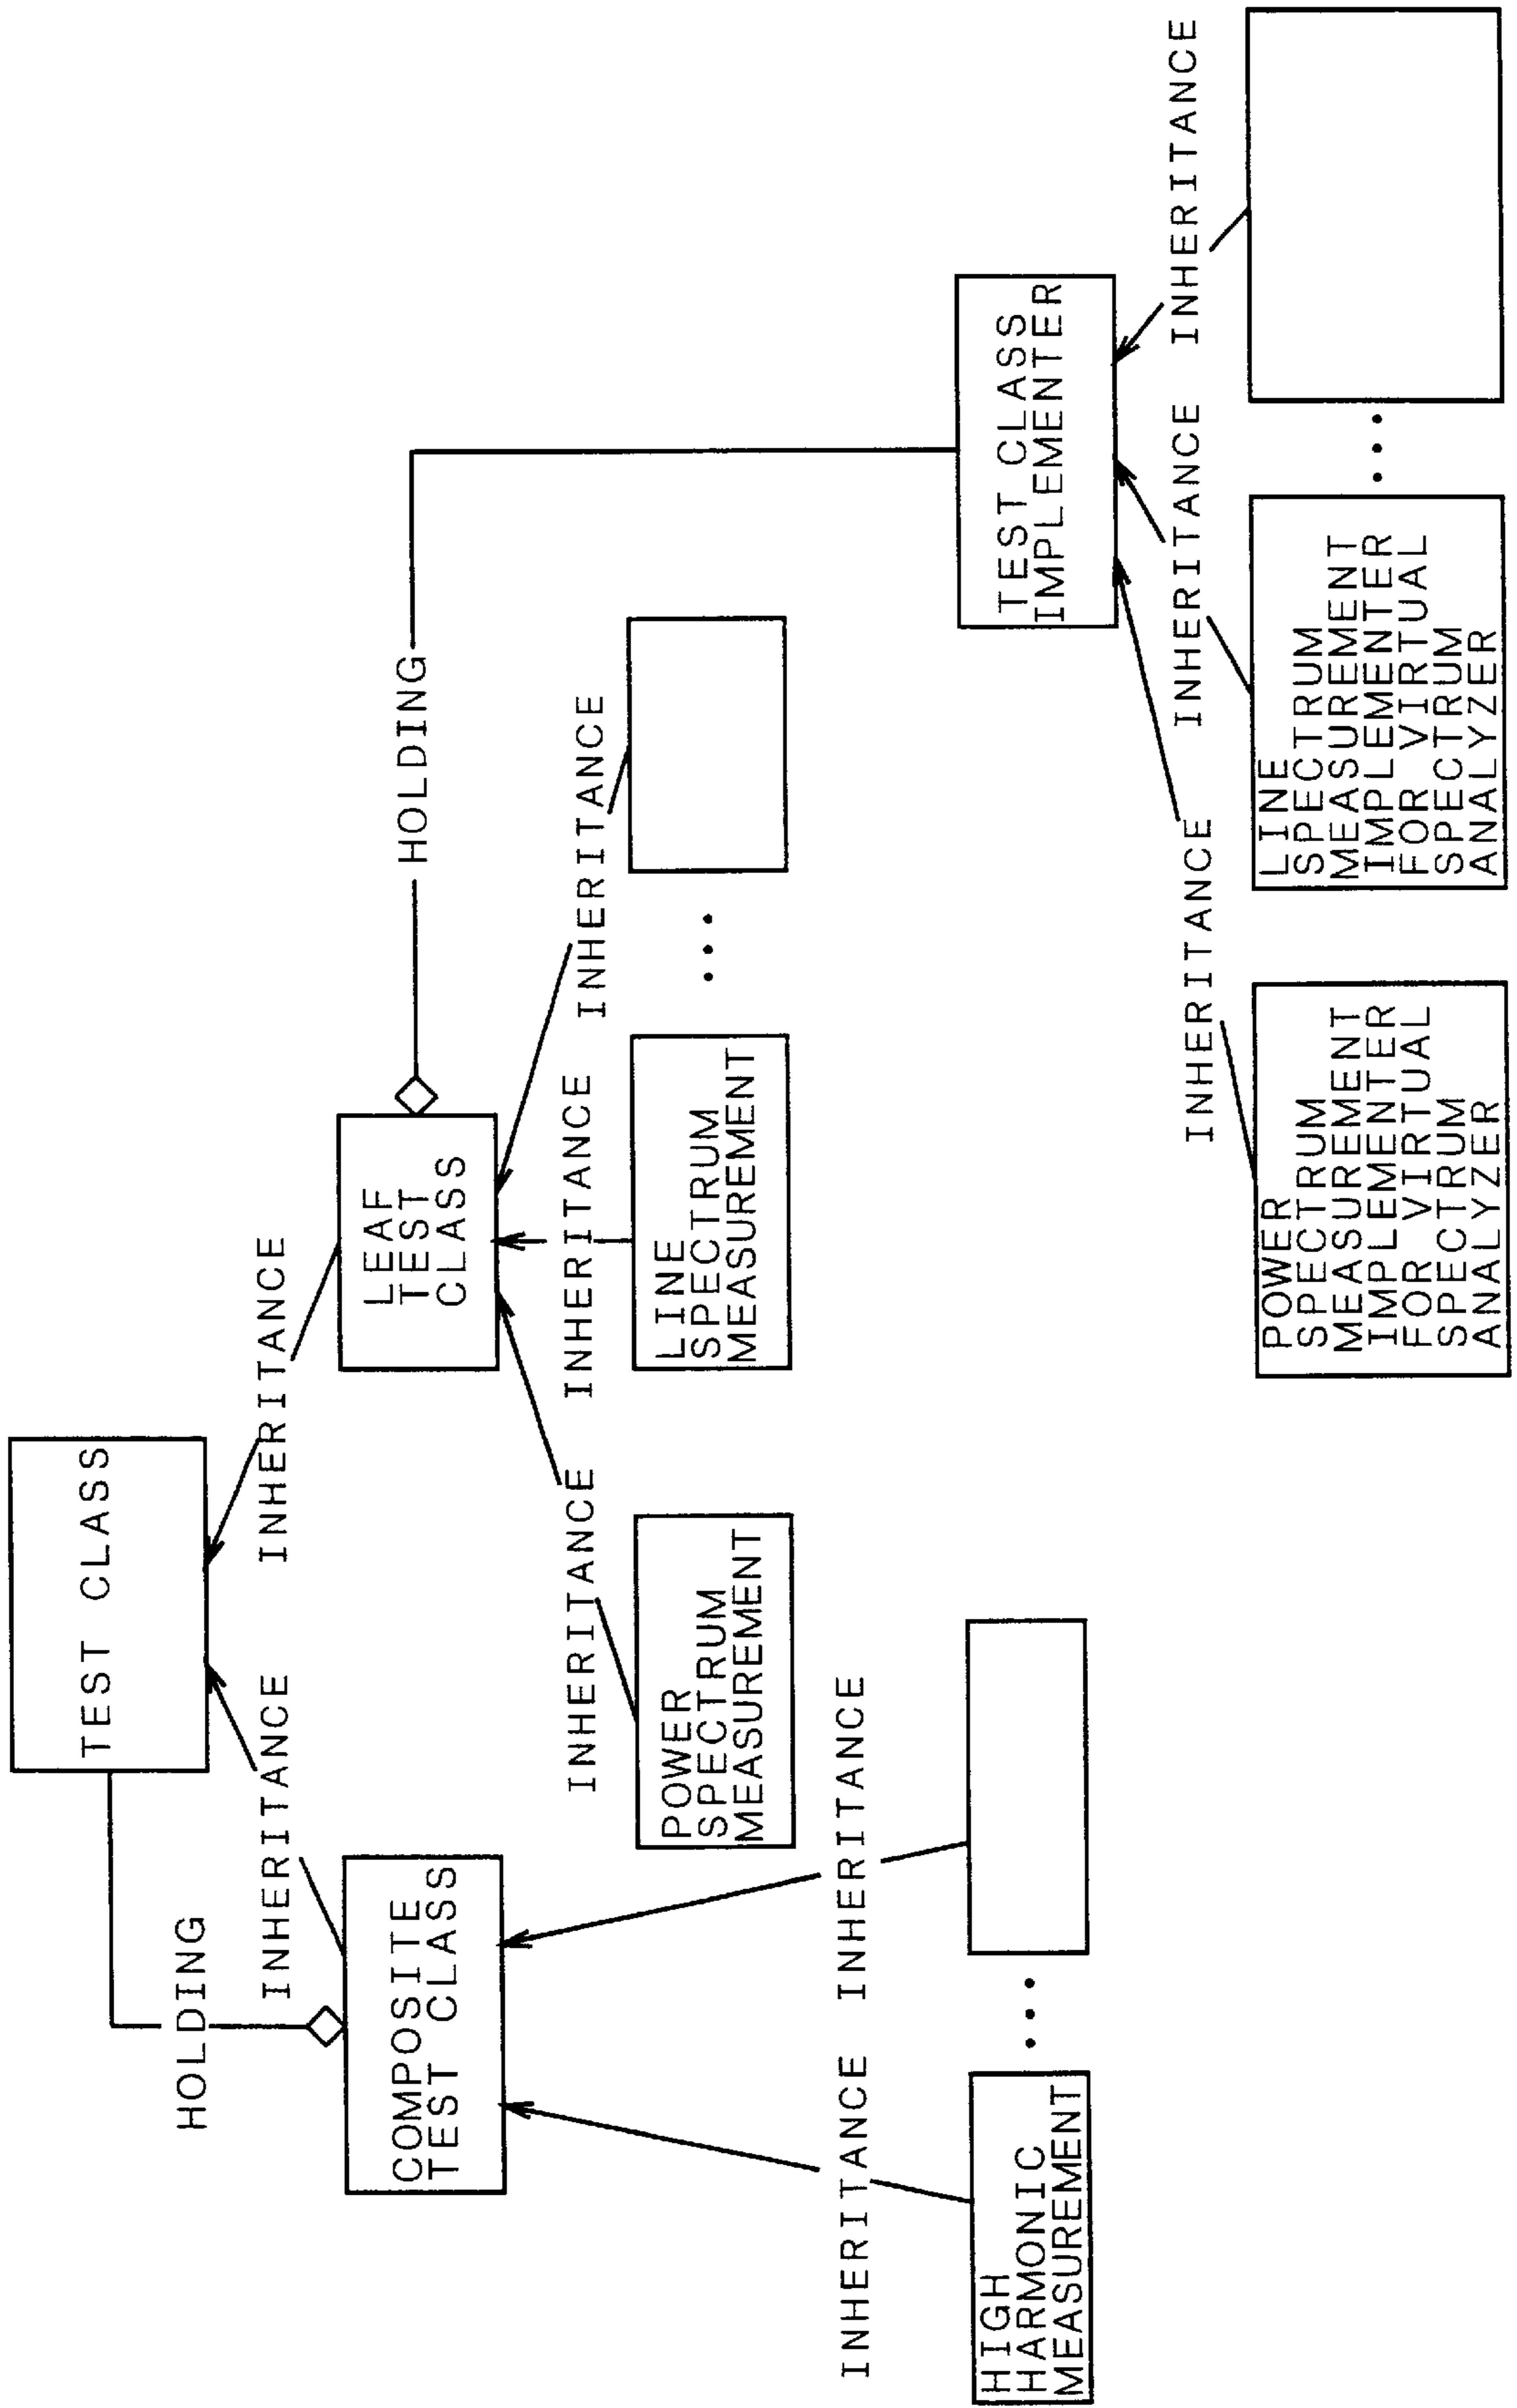 TEST CLASS
HOLDING
INHERITANCE
INHERITANCE
COMPOSITE
TEST CLASS
LEAF
TEST
CLASS
HOLDING
INHERITANCE
INHERITANCE
INHERITANCE
POWER
SPECTRUM
MEASUREMENT
LINE
SPECTRUM
MEASUREMENT
...
INHERITANCE
INHERITANCE
HIGH
HARMONIC
MEASUREMENT
...
TEST CLASS
IMPLEMENTER
INHERITANCE
INHERITANCE
INHERITANCE
POWER
SPECTRUM
MEASUREMENT
IMPLEMENTER
FOR VIRTUAL
SPECTRUM
ANALYZER
LINE
SPECTRUM
MEASUREMENT
IMPLEMENTER
FOR VIRTUAL
SPECTRUM
ANALYZER
...